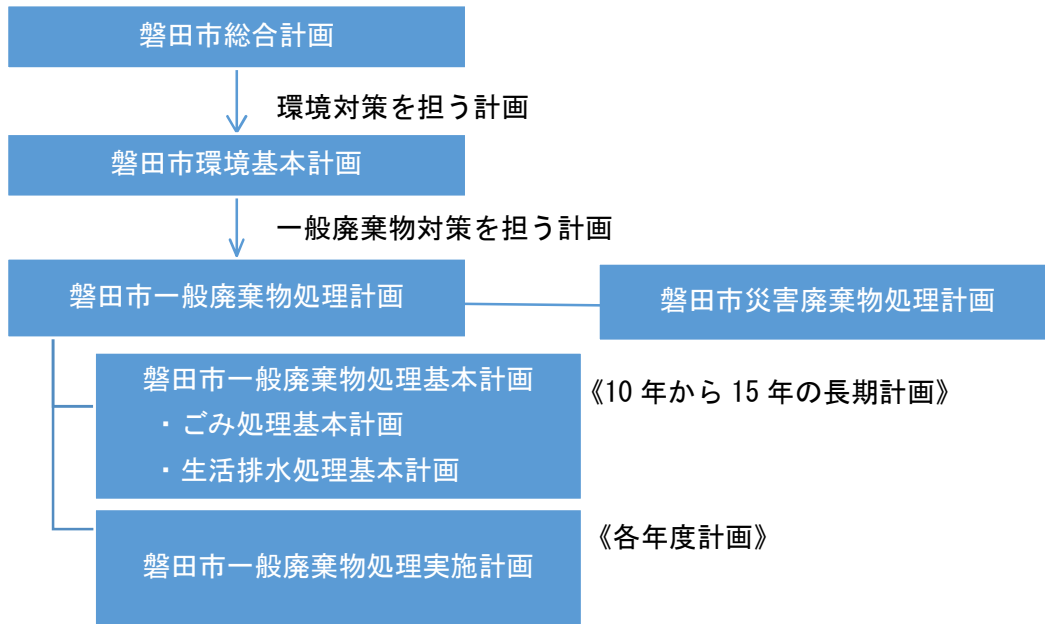 磐田市総合計画
環境対策を担う計画
磐田市環境基本計画
一般廃棄物対策を担う計画
磐田市一般廃棄物処理計画
磐田市災害廃棄物処理計画
磐田市一般廃棄物処理基本計画
・ごみ処理基本計画
・生活排水処理基本計画
《10 年から 15 年の長期計画》
磐田市一般廃棄物処理実施計画
《各年度計画》